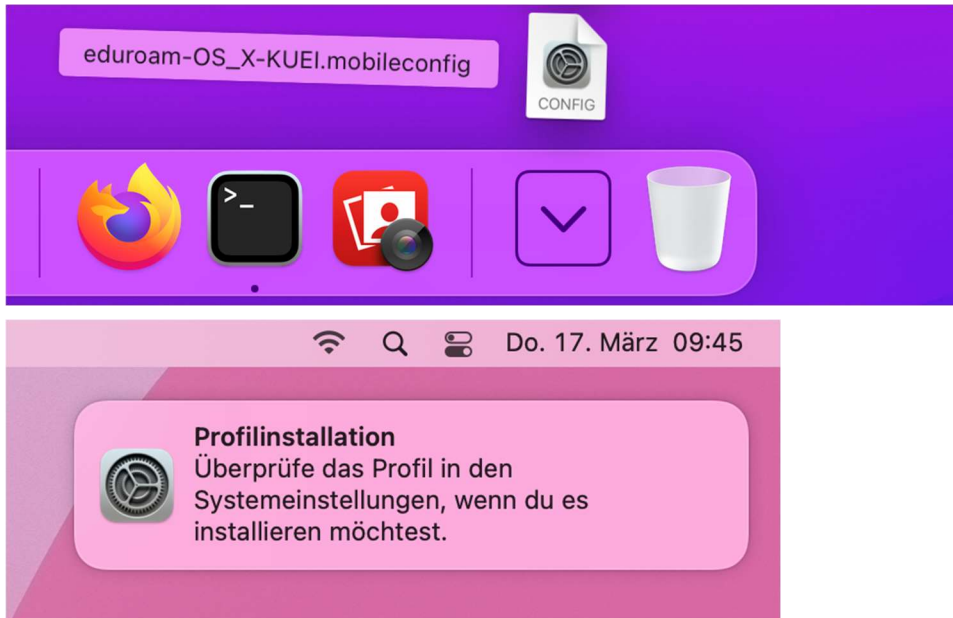 eduroam-OS_X-KUEI.mobileconfig
CONFIG
>_
Do. 17. März 09:45
Profilinstallation
Überprüfe das Profil in den
Systemeinstellungen, wenn du es
installieren möchtest.